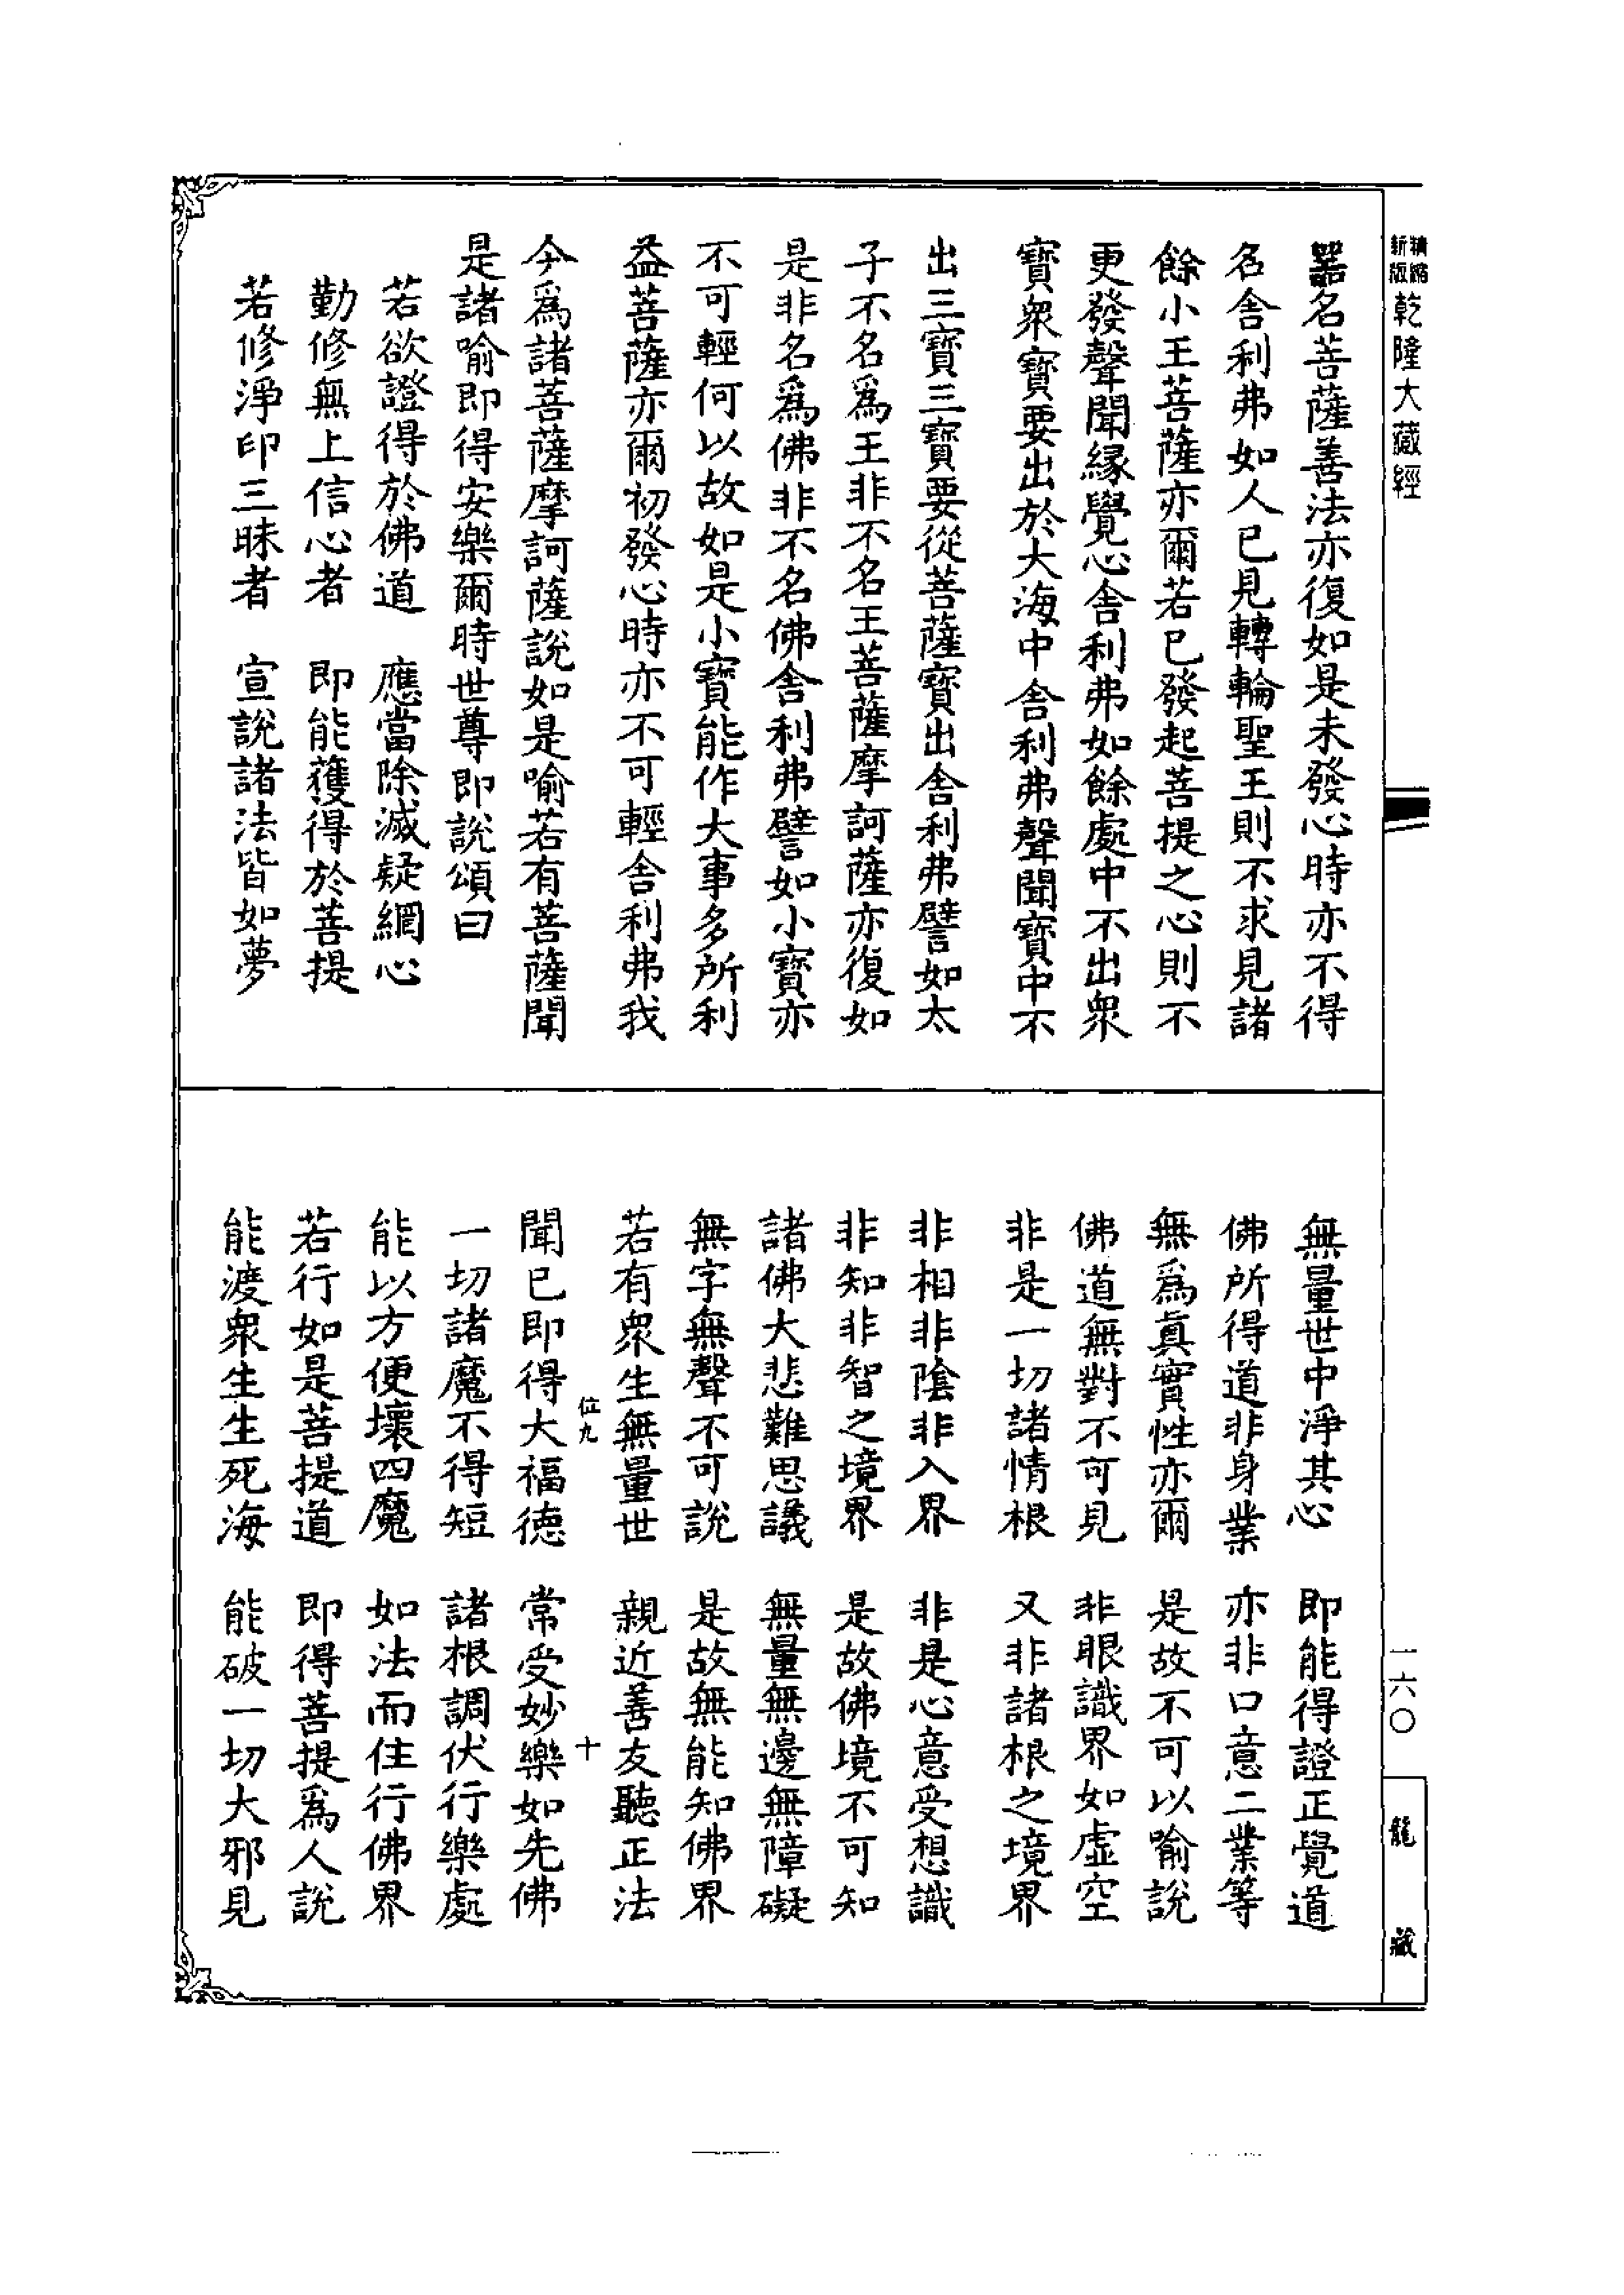 精縮新版乾隆大藏經
器名菩薩善法亦復如是未發心時亦不得
名舍利弗如人已見轉輪聖王則不求見諸
餘小王菩薩亦爾若已發起菩提之心則不
更發聲聞緣覺心舍利弗如餘處中不出衆
寶衆寶要出於大海中舍利弗聲聞寶中不
出三寶三寶要從菩薩寶出舍利弗譬如太
子不名爲王非不名王菩薩摩訶薩亦復如
是非名爲佛非不名佛舍利弗譬如小寶亦
不可輕何以故如是小寶能作大事多所利
益菩薩亦爾初發心時亦不可輕舍利弗我
今爲諸菩薩摩訶薩說如是喻若有菩薩聞
是諸喻即得安樂爾時世尊即說頌曰
若欲證得於佛道　應當除滅疑網心
勤修無上信心者　即能獲得於菩提
若修淨印三昧者　宣說諸法皆如夢
無量世中淨其心　即能得證正覺道
佛所得道非身業　亦非口意二業等
無爲真實性亦爾　是故不可以喻說
佛道無對不可見　非眼識界如虛空
非是一切諸情根　又非諸根之境界
非相非陰非入界　非是心意受想識
非知非智之境界　是故佛境不可知
諸佛大悲難思議　無量無邊無障礙
無字無聲不可說　是故無能知佛界
若有衆生無量世　親近善友聽正法
位九　十
聞已即得大福德　常受妙樂如先佛
一切諸魔不得短　諸根調伏行樂處
能以方便壞四魔　如法而住行佛界
若行如是菩提道　即得菩提爲人說
能渡衆生生死海　能破一切大邪見
一六〇
龍藏